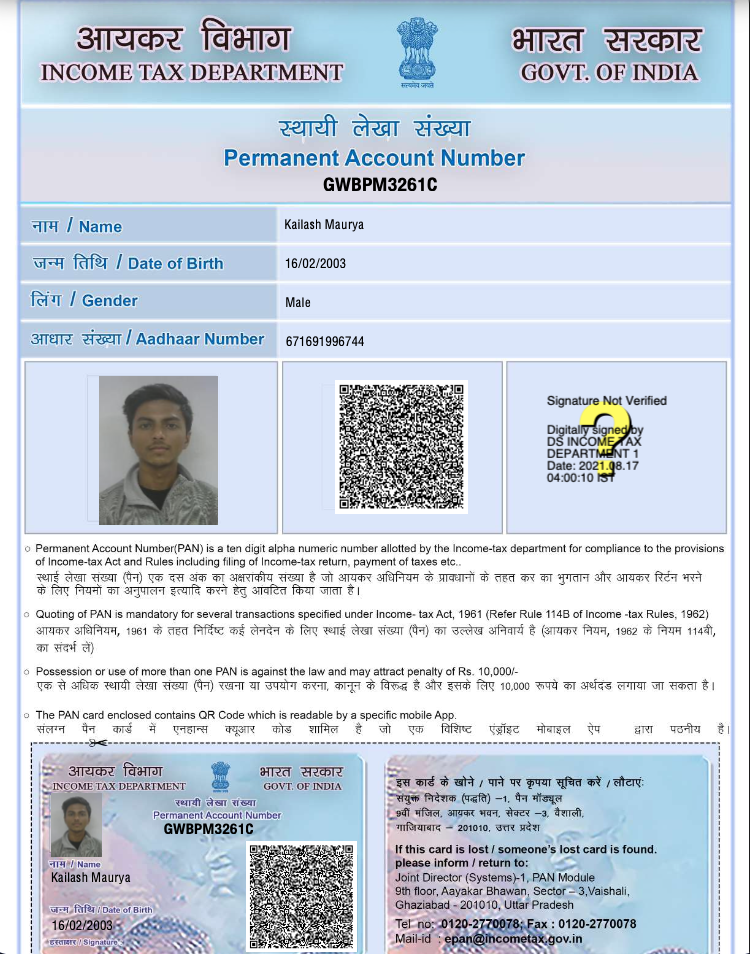 आयकर विभाग
INCOME TAX DEPARTMENT
सत्यमेव जयते
भारत सरकार
GOVT. OF INDIA
स्थायी लेखा संख्या
Permanent Account Number
GWBPM3261C
नाम / Name
Kailash Maurya
जन्म तिथि / Date of Birth
16/02/2003
लिंग / Gender
Male
आधार संख्या / Aadhaar Number
671691996744
Signature Not Verified
Digitally signed by
DS INCOME TAX
DEPARTMENT 1
Date: 2021.08.17
04:00:10 IST
?
○ Permanent Account Number(PAN) is a ten digit alpha numeric number allotted by the Income-tax department for compliance to the provisions
of Income-tax Act and Rules including filing of Income-tax return, payment of taxes etc..
स्थाई लेखा संख्या (पैन) एक दस अंक का अक्षरांकीय संख्या है जो आयकर अधिनियम के प्रावधानों के तहत कर का भुगतान और आयकर रिर्टन भरने
के लिए नियमों का अनुपालन इत्यादि करने हेतु आवटित किया जाता है।
○ Quoting of PAN is mandatory for several transactions specified under Income- tax Act, 1961 (Refer Rule 114B of Income -tax Rules, 1962)
आयकर अधिनियम, 1961 के तहत निर्दिष्ट कई लेनदेन के लिए स्थाई लेखा संख्या (पैन) का उल्लेख अनिवार्य है (आयकर नियम, 1962 के नियम 114बी,
का संदर्भ लें)
○ Possession or use of more than one PAN is against the law and may attract penalty of Rs. 10,000/-
एक से अधिक स्थायी लेखा संख्या (पैन) रखना या उपयोग करना, कानून के विरूद्ध है और इसके लिए 10,000 रूपये का अर्थदंड लगाया जा सकता है।
○ The PAN card enclosed contains QR Code which is readable by a specific mobile App.
संलग्न पैन कार्ड में एनहान्स क्यूआर कोड शामिल है जो एक विशिष्ट एंड्रॉइट मोबाइल ऐप द्वारा पठनीय है।
आयकर विभाग
INCOME TAX DEPARTMENT
भारत सरकार
GOVT. OF INDIA
स्थायी लेखा संख्या
Permanent Account Number
GWBPM3261C
नाम / Name
Kailash Maurya
जन्म तिथि / Date of Birth
16/02/2003
हस्ताक्षर / Signature
इस कार्ड के खोने / पाने पर कृपया सूचित करें / लौटाएं:
संयुक्त निदेशक (पद्धति) –1, पैन मॉड्यूल
9वीं मंजिल, आयकर भवन, सेक्टर –3, वैशाली,
गाजियाबाद – 201010, उत्तर प्रदेश
If this card is lost / someone's lost card is found.
please inform / return to:
Joint Director (Systems)-1, PAN Module
9th floor, Aayakar Bhawan, Sector – 3,Vaishali,
Ghaziabad - 201010, Uttar Pradesh
Tel no: 0120-2770078; Fax : 0120-2770078
Mail-id : epan@incometax.gov.in